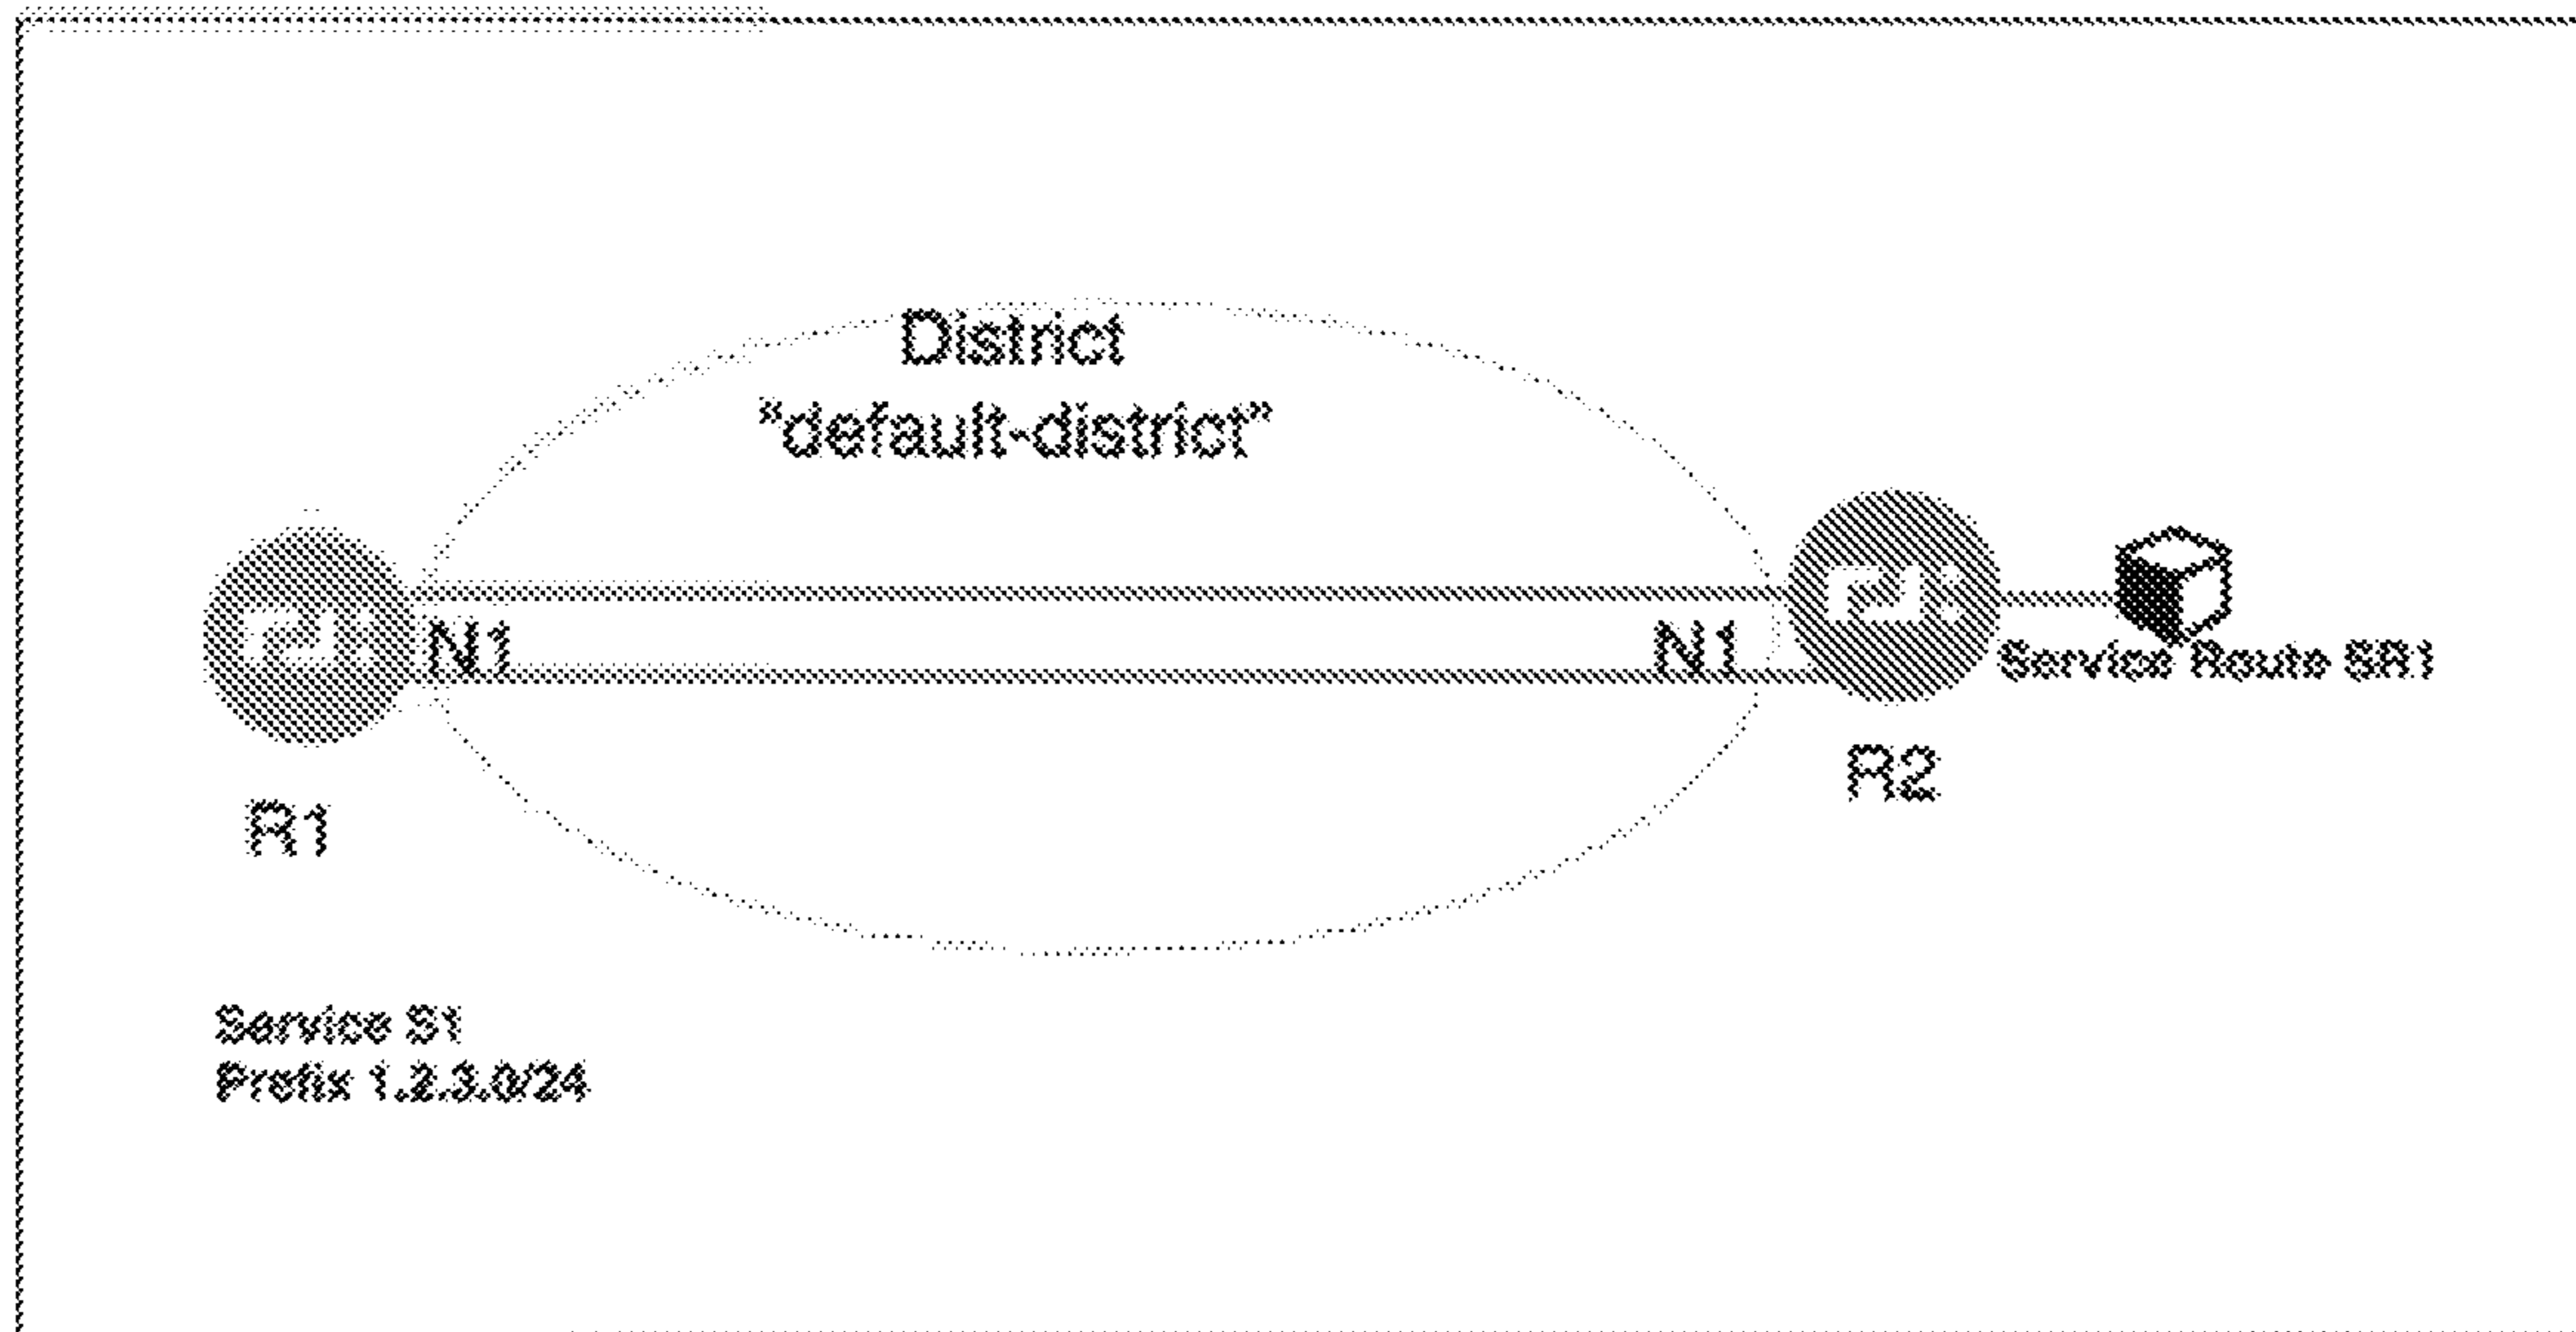 District
“default-district”
N1
N1
Service Route SR1
R2
R1
Service S1
Prefix 1.2.3.0/24